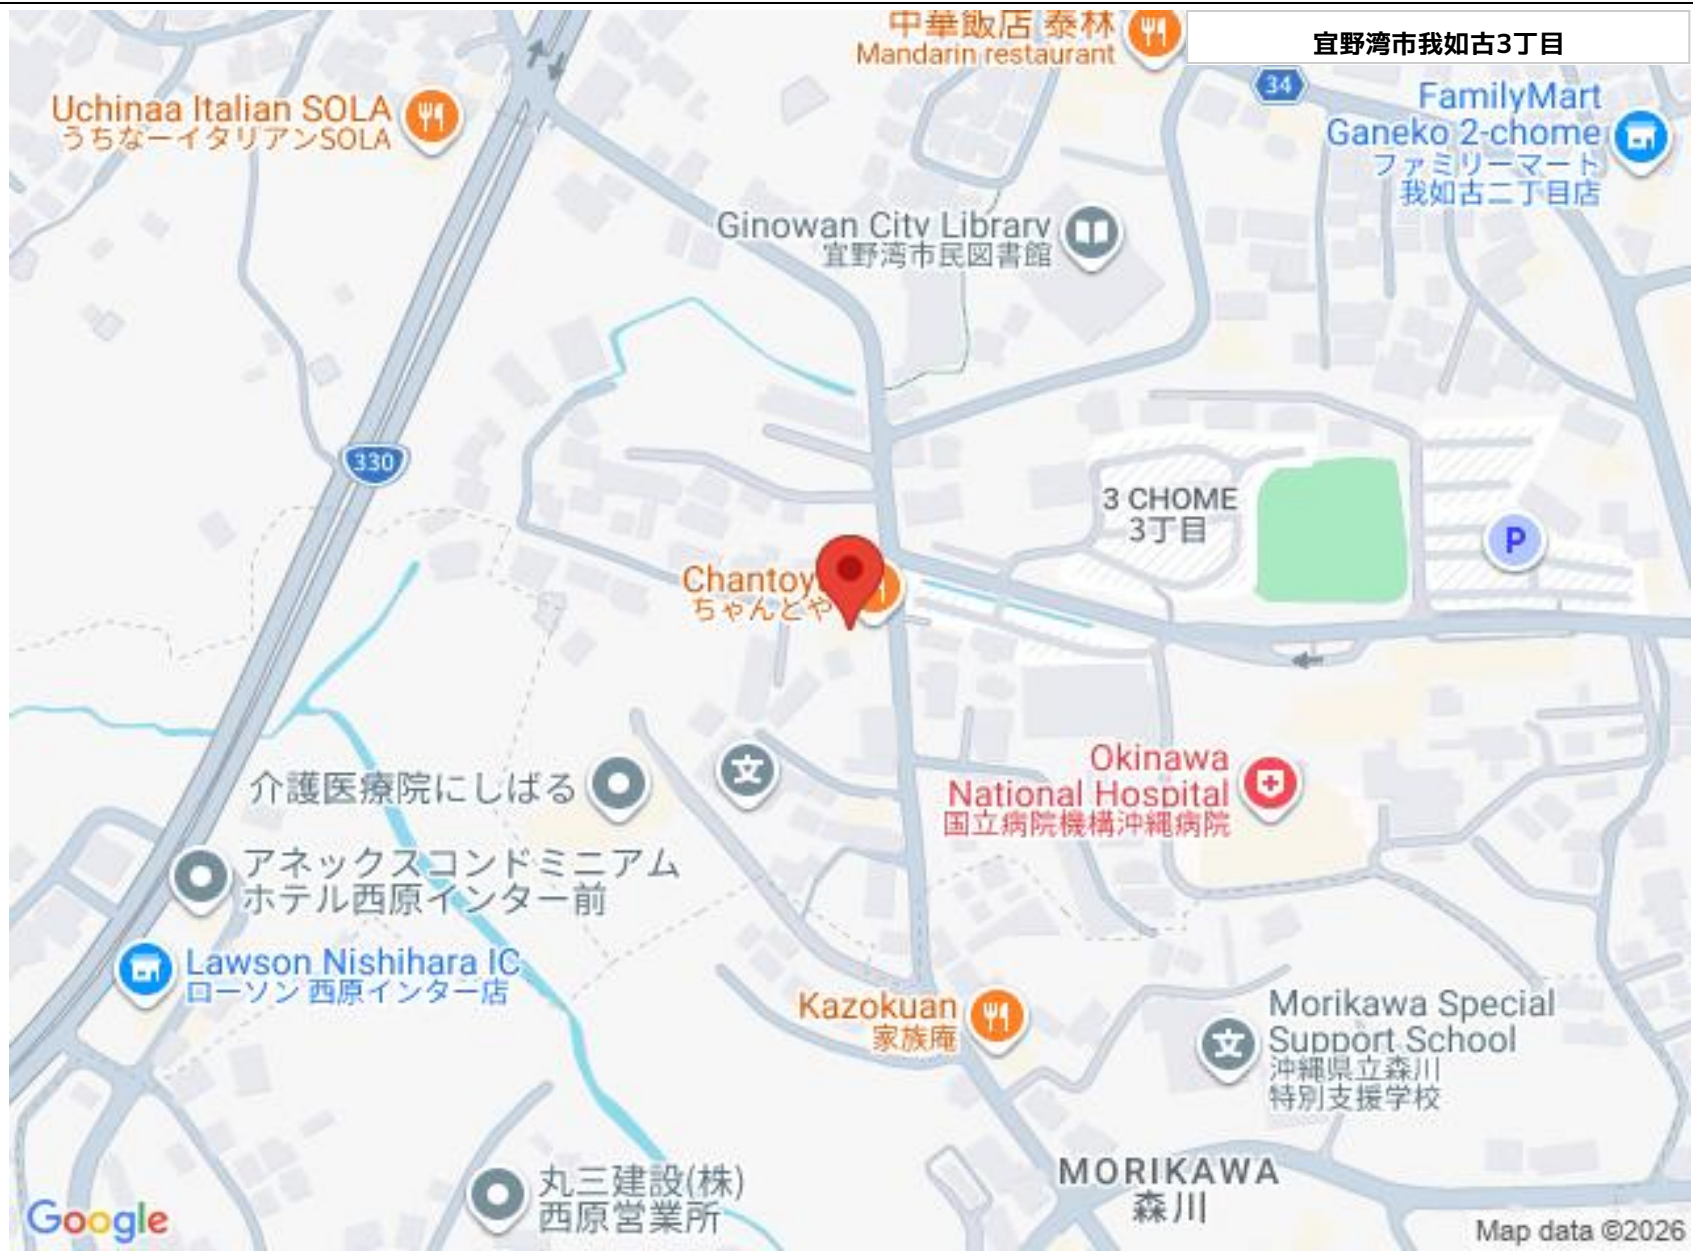 中華飯店 泰林
Mandarin restaurant
宜野湾市我如古3丁目
34
FamilyMart
Ganeko 2-chome
ファミリーマート
我如古二丁目店
Uchinaa Italian SOLA
うちなーイタリアンSOLA
Ginowan City Library
宜野湾市民図書館
330
3 CHOME
3丁目
P
Chantoy
ちゃんとや
文
介護医療院にしばる
Okinawa
National Hospital
国立病院機構沖縄病院
アネックスコンドミニアム
ホテル西原インター前
Lawson Nishihara IC
ローソン 西原インター店
Kazokuan
家族庵
文
Morikawa Special
Support School
沖縄県立森川
特別支援学校
MORIKAWA
森川
丸三建設(株)
西原営業所
Google
Map data ©2026